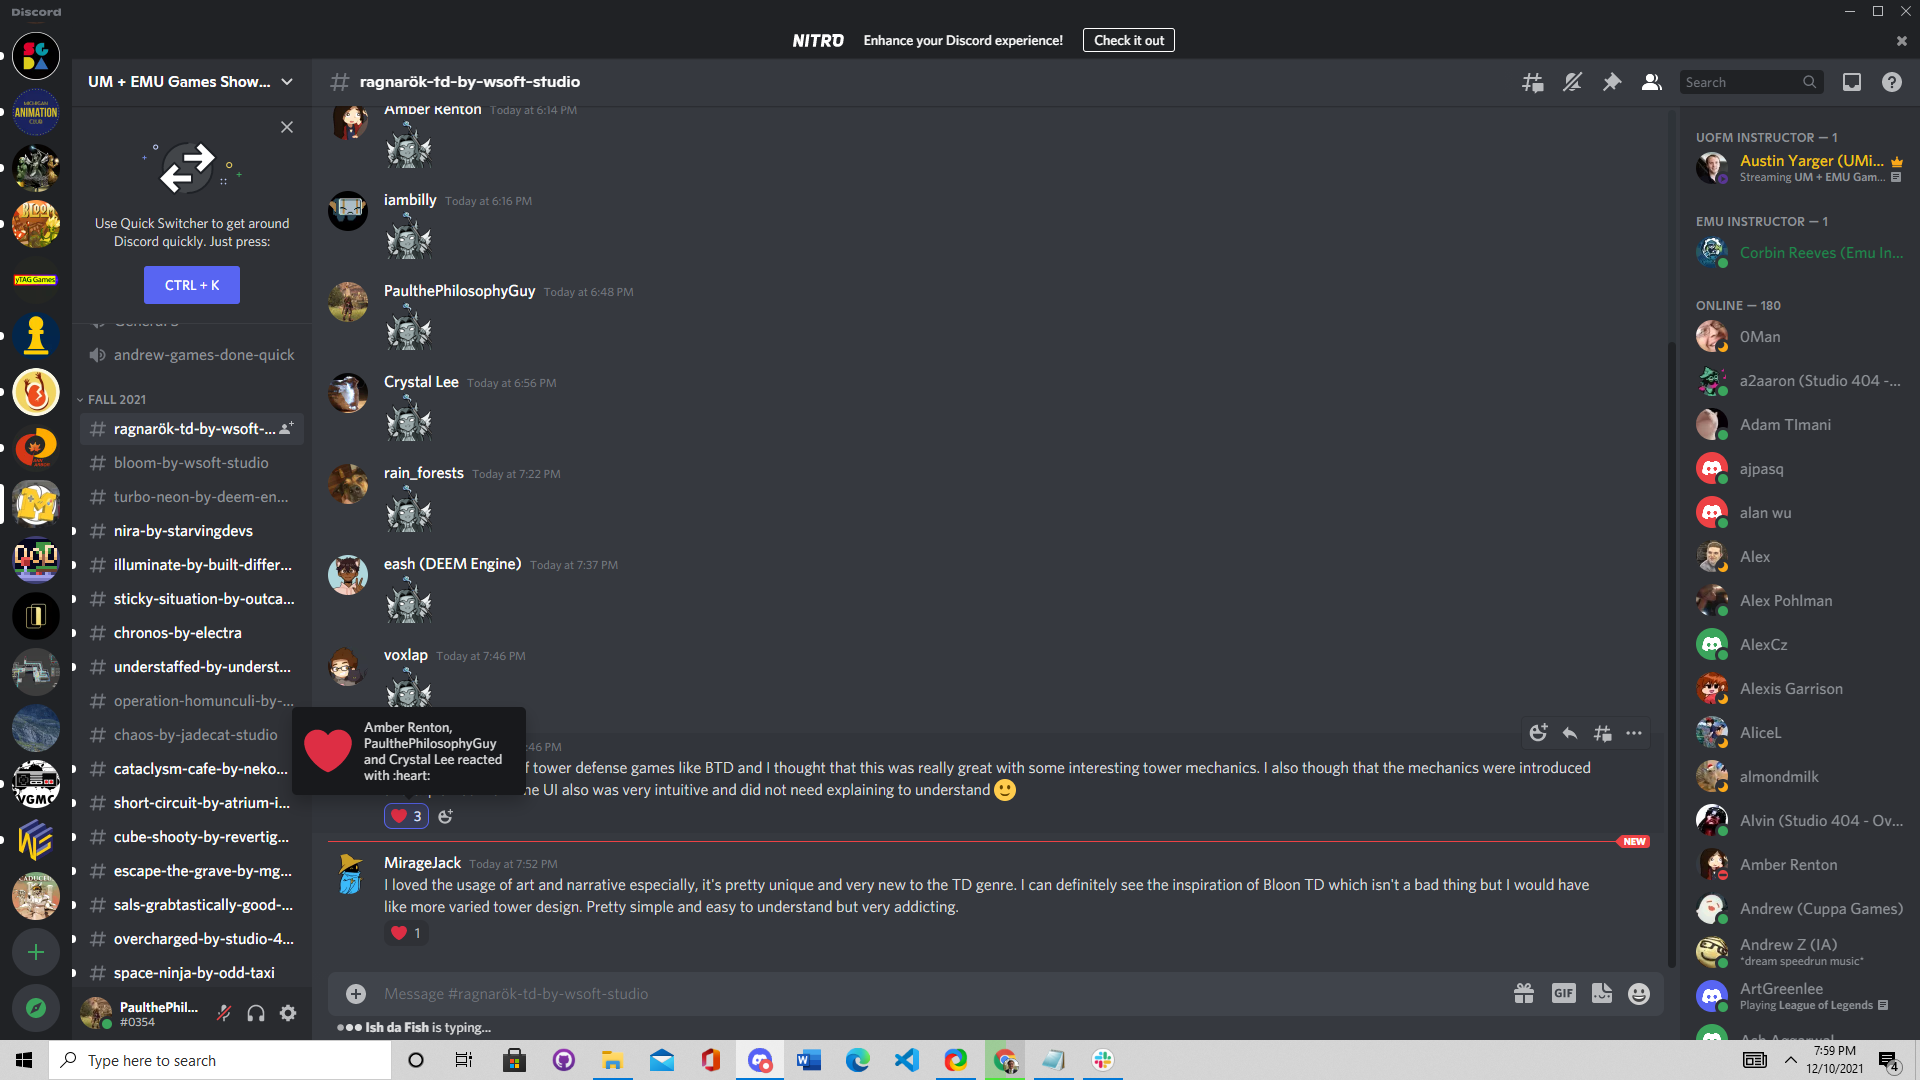 Discord
NITRO Enhance your Discord experience! Check it out
UM + EMU Games Show...
Use Quick Switcher to get around
Discord quickly. Just press:
CTRL + K
andrew-games-done-quick
FALL 2021
ragnarök-td-by-wsoft-...
bloom-by-wsoft-studio
turbo-neon-by-deem-en...
nira-by-starvingdevs
illuminate-by-built-differ...
sticky-situation-by-outca...
chronos-by-electra
understaffed-by-underst...
operation-homunculi-by-...
chaos-by-jadecat-studio
cataclysm-cafe-by-neko...
short-circuit-by-atrium-i...
cube-shooty-by-revertig...
escape-the-grave-by-mg...
sals-grabtastically-good-...
overcharged-by-studio-4...
space-ninja-by-odd-taxi
PaulthePhil...
#0354
MICHIGAN
ANIMATION
CLUB
BLOOM
yTAG Games
VGMC
# ragnarök-td-by-wsoft-studio
Search
Amber Renton Today at 6:14 PM
iambilly Today at 6:16 PM
PaulthePhilosophyGuy Today at 6:48 PM
Crystal Lee Today at 6:56 PM
rain_forests Today at 7:22 PM
eash (DEEM Engine) Today at 7:37 PM
voxlap Today at 7:46 PM
Amber Renton,
PaulthePhilosophyGuy
and Crystal Lee reacted
with :heart:
:46 PM
f tower defense games like BTD and I thought that this was really great with some interesting tower mechanics. I also though that the mechanics were introduced
ne UI also was very intuitive and did not need explaining to understand
3
NEW
MirageJack Today at 7:52 PM
I loved the usage of art and narrative especially, it's pretty unique and very new to the TD genre. I can definitely see the inspiration of Bloon TD which isn't a bad thing but I would have
like more varied tower design. Pretty simple and easy to understand but very addicting.
1
Message #ragnarök-td-by-wsoft-studio
GIF
Ish da Fish is typing...
UOFM INSTRUCTOR — 1
Austin Yarger (UMi...
Streaming UM + EMU Gam...
EMU INSTRUCTOR — 1
Corbin Reeves (Emu In...
ONLINE — 180
0Man
a2aaron (Studio 404 -...
Adam TImani
ajpasq
alan wu
Alex
Alex Pohlman
AlexCz
Alexis Garrison
AliceL
almondmilk
Alvin (Studio 404 - Ov...
Amber Renton
Andrew (Cuppa Games)
Andrew Z (IA)
*dream speedrun music*
ArtGreenlee
Playing League of Legends
Type here to search
7:59 PM
12/10/2021
4